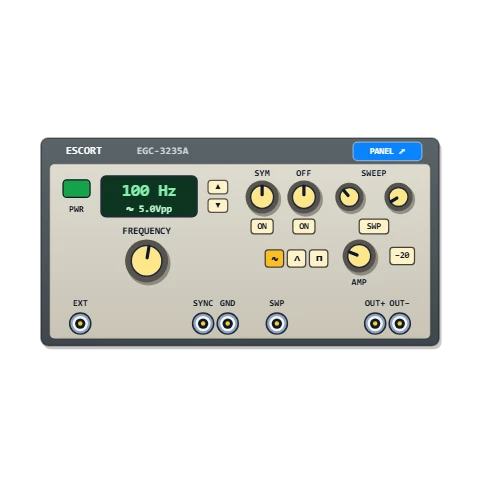 ESCORT EGC-3235A PANEL ↗
SYM OFF SWEEP
100 Hz ▲
~ 5.0Vpp ▼
PWR
ON ON SWP
FREQUENCY
~ -20
AMP
EXT SYNC GND SWP OUT+ OUT−